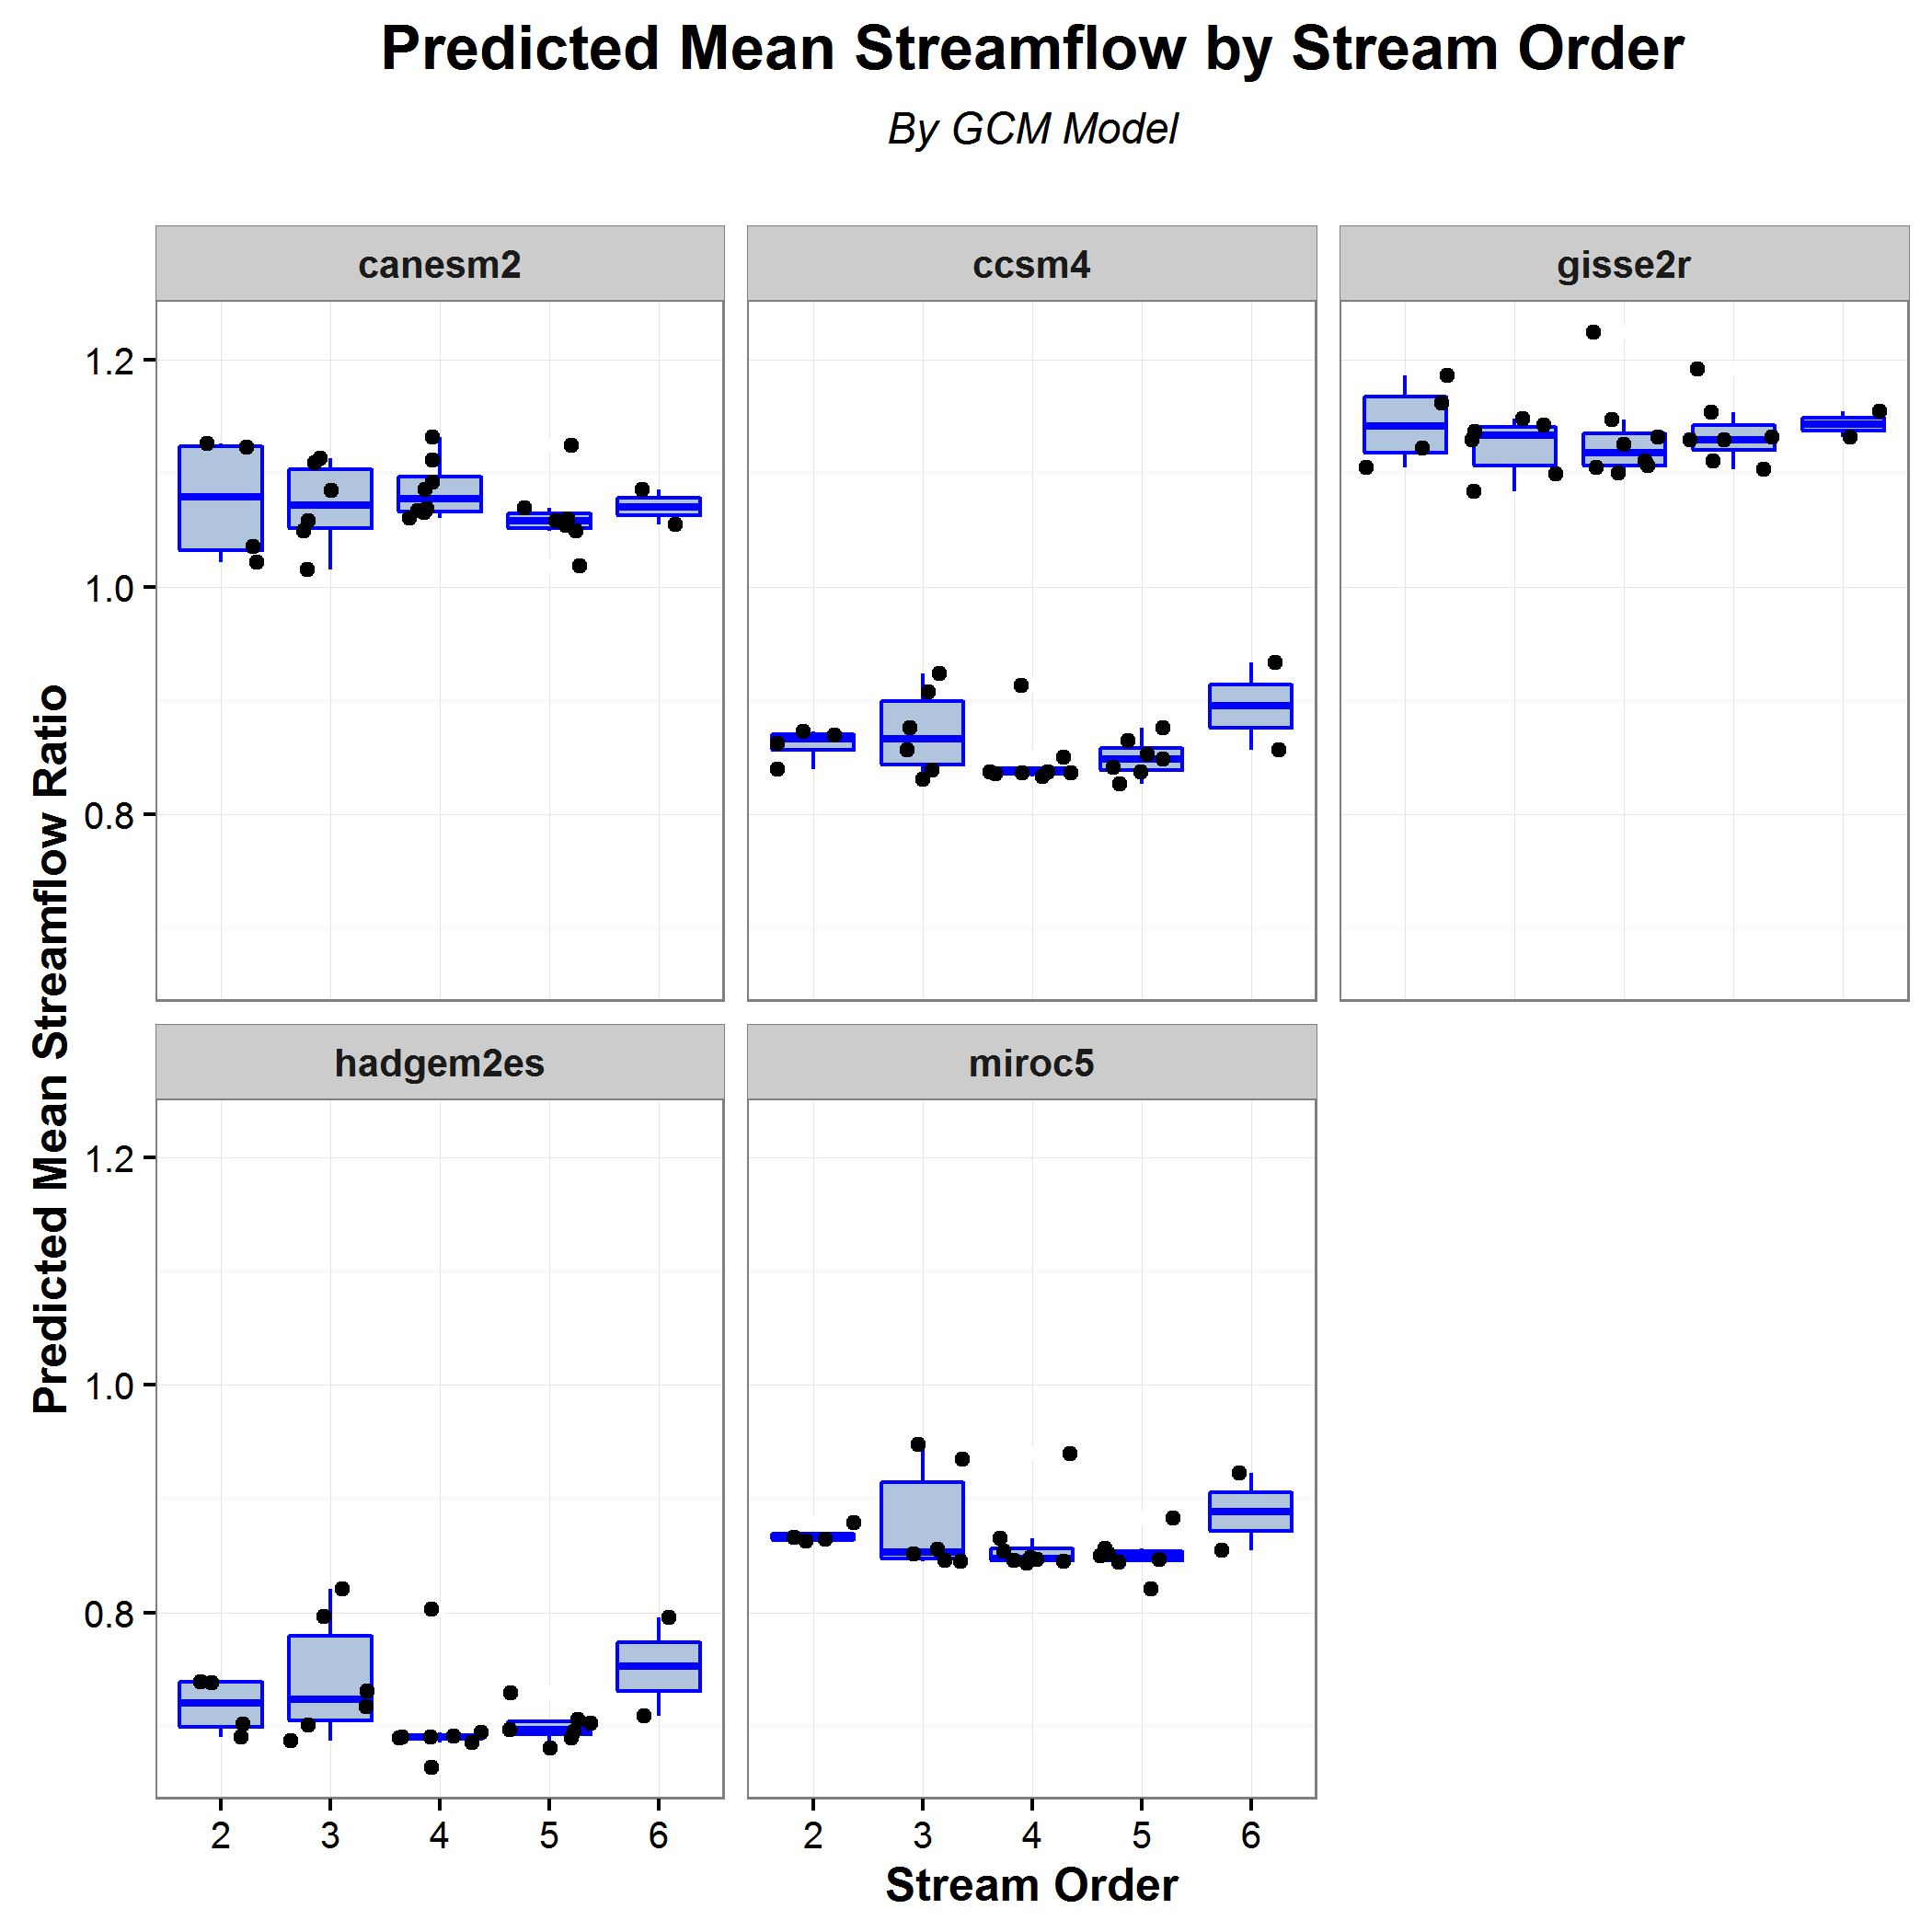 Predicted Mean Streamflow by Stream Order
By GCM Model
canesm2
ccsm4
gisse2r
1.2
1.0
0.8
Predicted Mean Streamflow Ratio
hadgem2es
miroc5
1.2
1.0
0.8
2 3 4 5 6
2 3 4 5 6
Stream Order